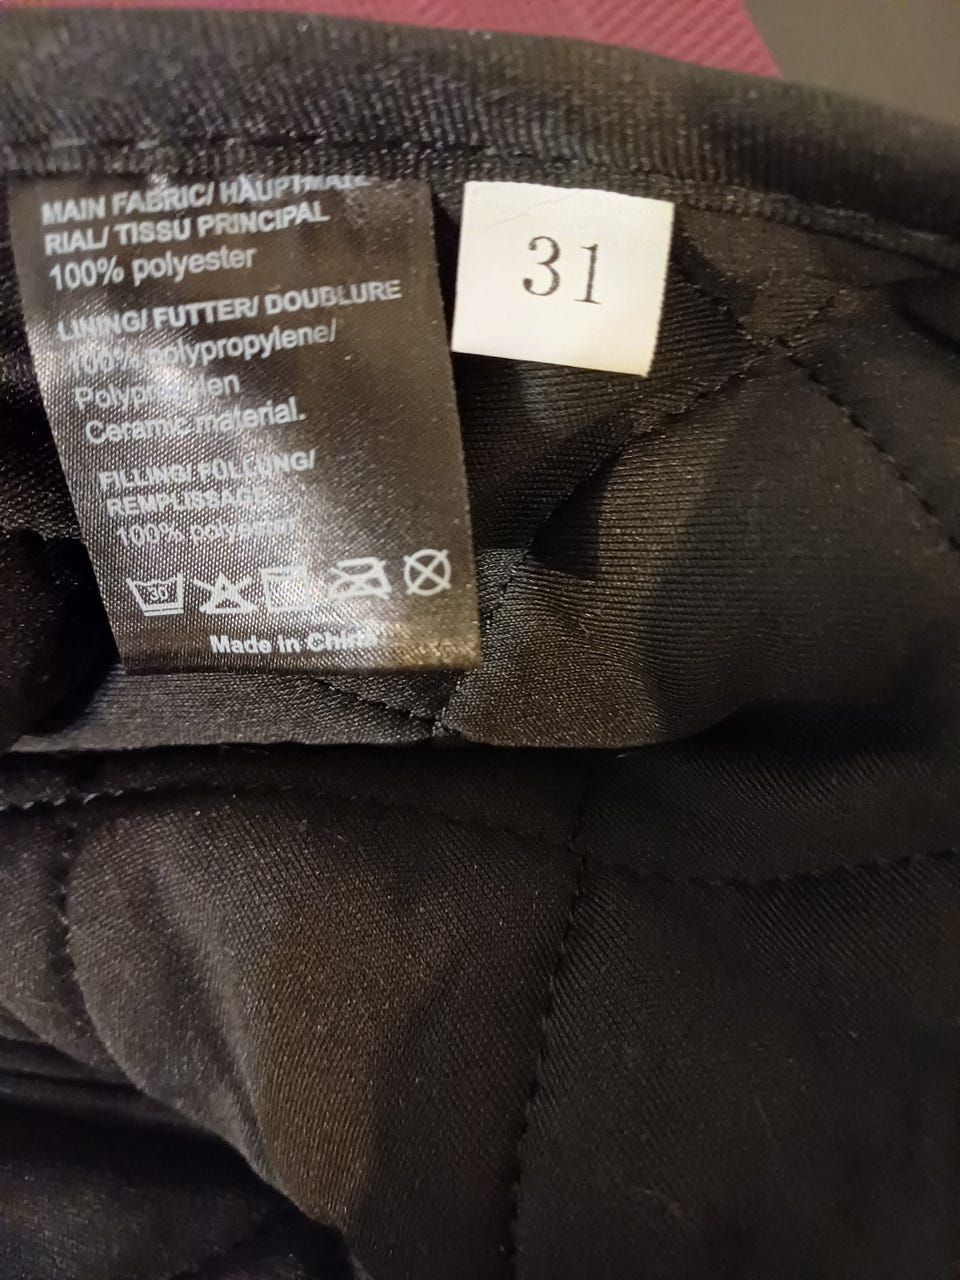 MAIN FABRIC/ HAUPTMATE
RIAL/ TISSU PRINCIPAL
100% polyester
LINING/ FUTTER/ DOUBLURE
100% polypropylene/
Polypropylen
Ceramic material.
FILLING/ FÜLLUNG/
REMPLISSAGE
100% polyester
30
Made in China
31